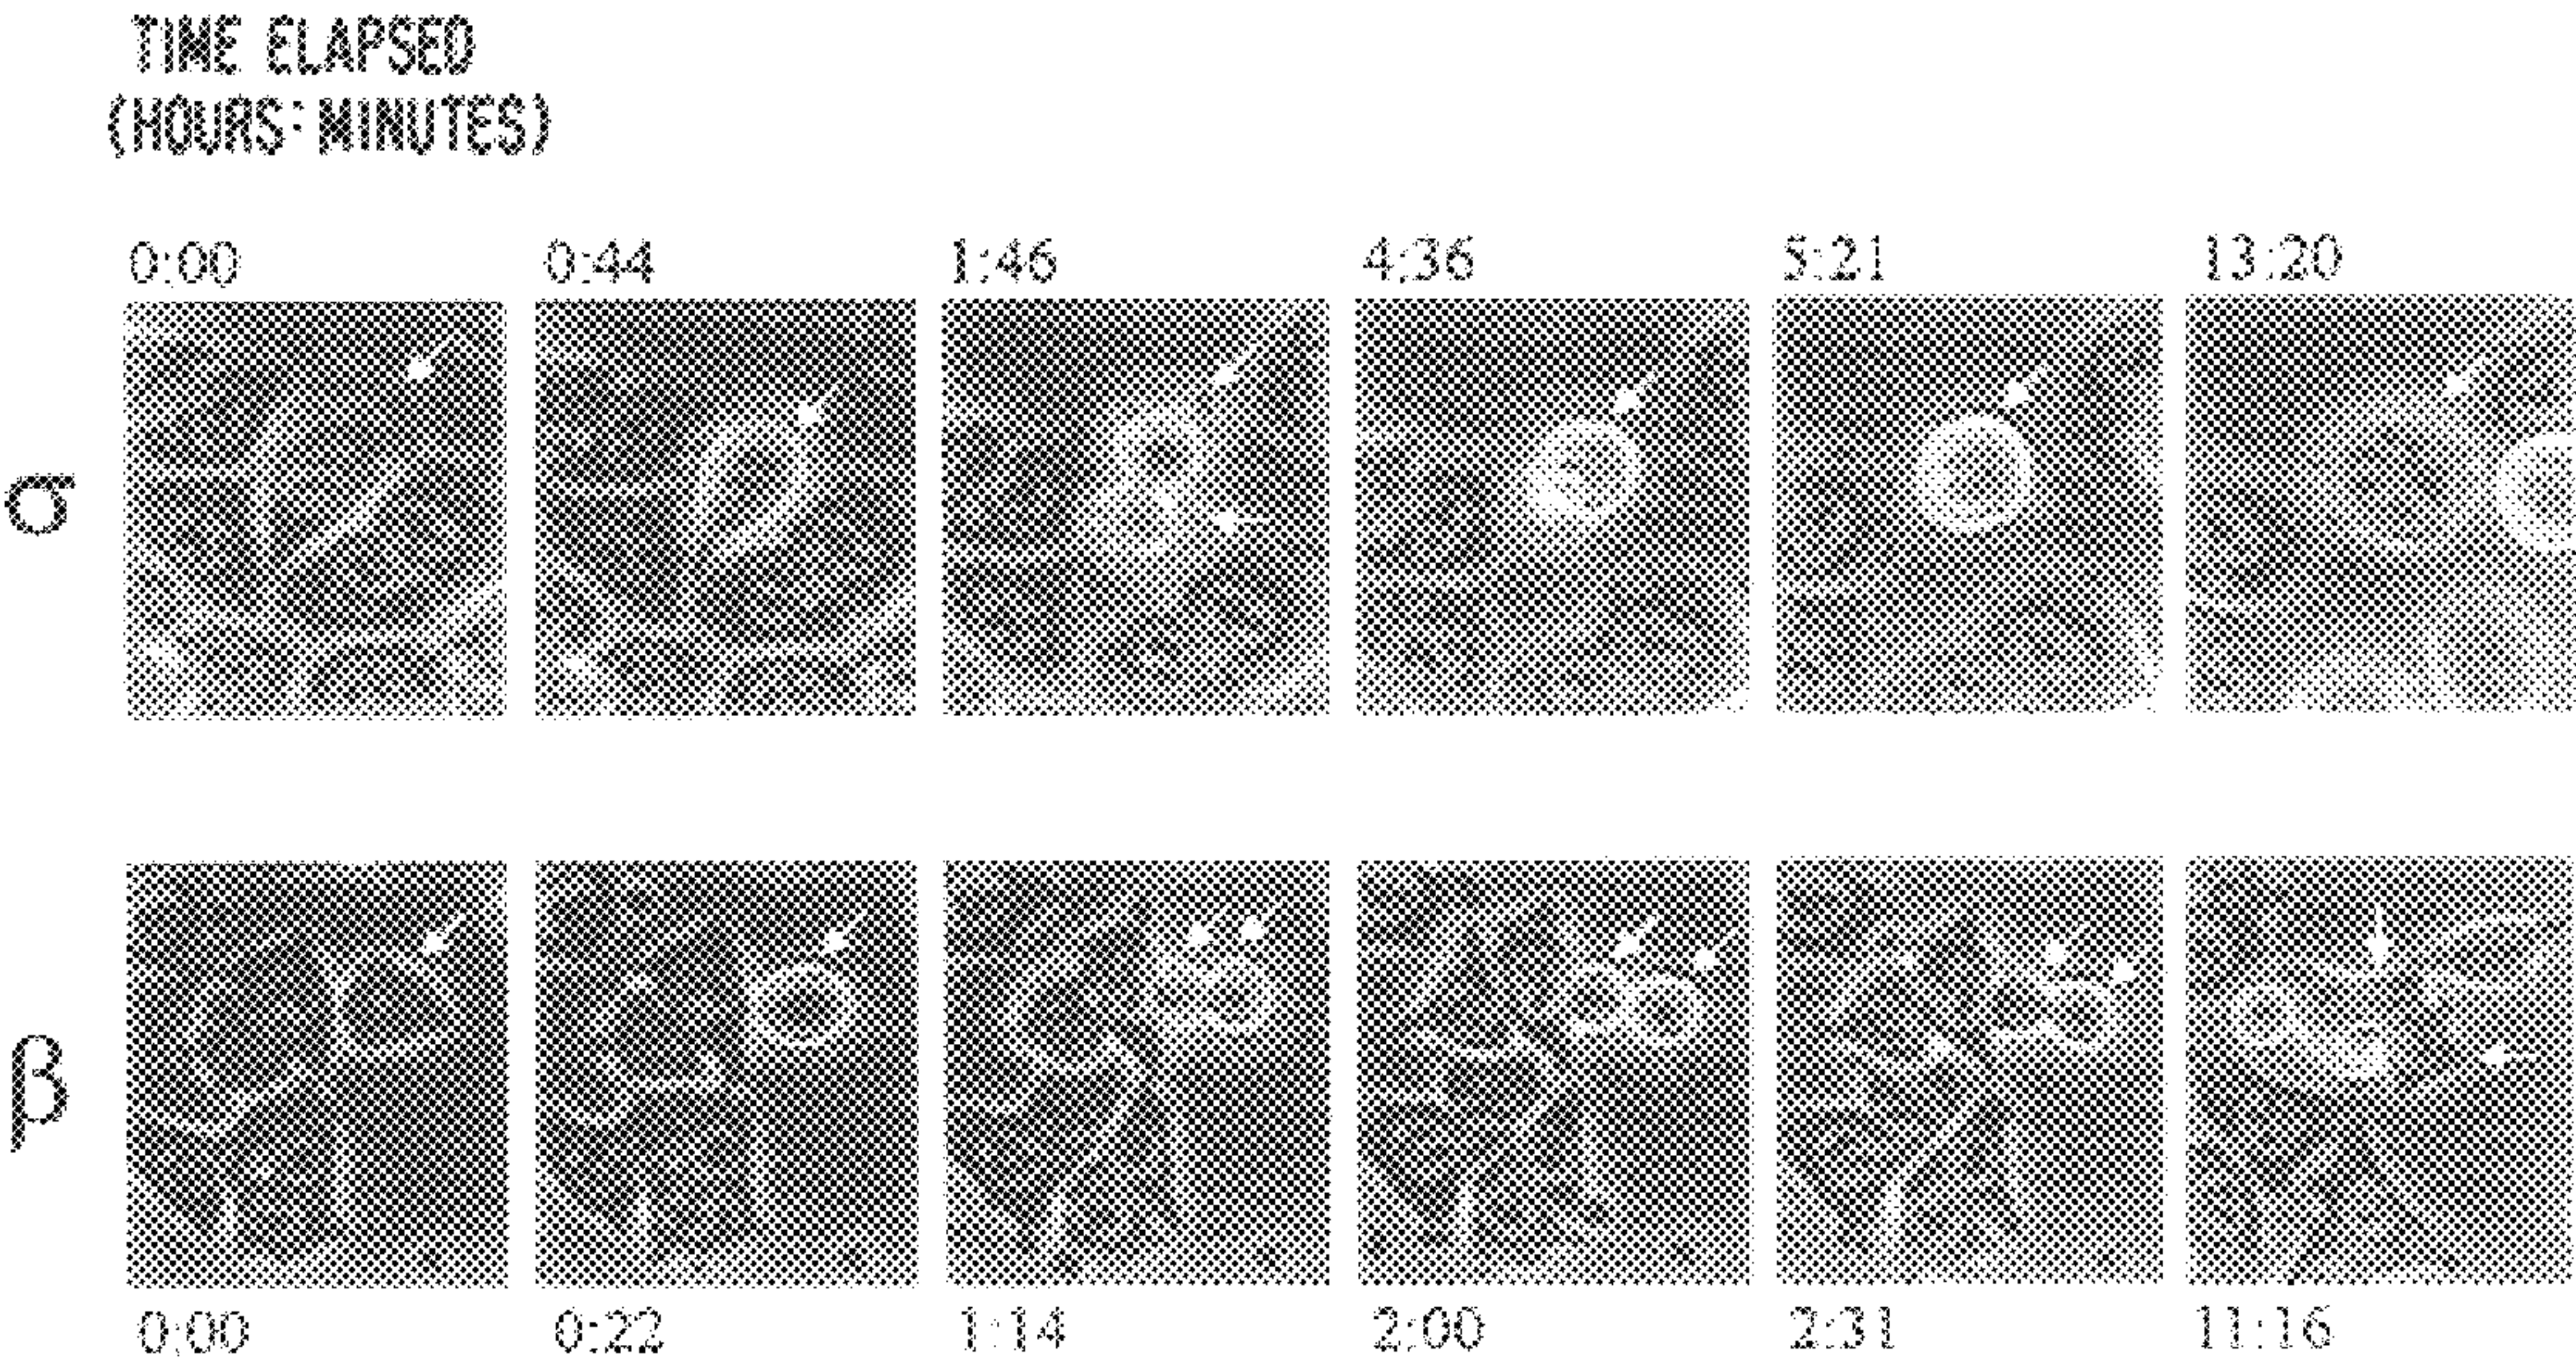 TIME ELAPSED
(HOURS:MINUTES)
0:00 0:44 1:46 4:36 5:21 13:20
σ
β
0:00 0:22 1:14 2:00 2:31 11:16